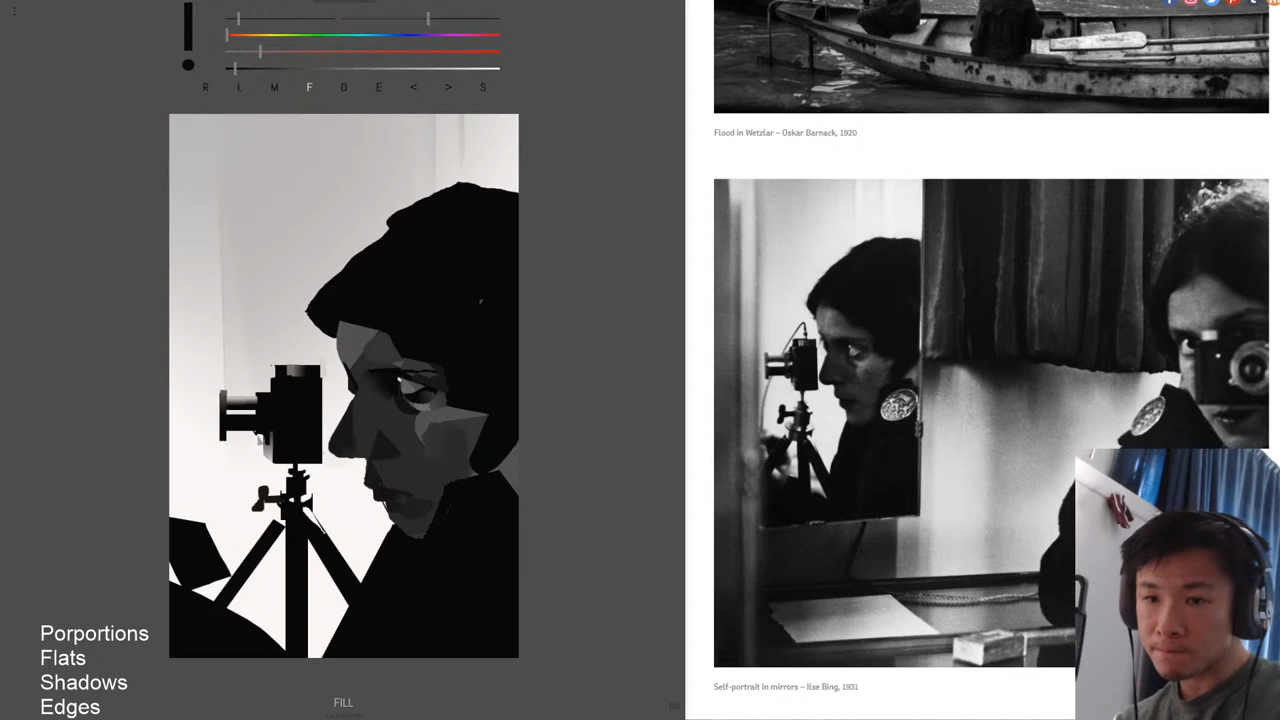 R L M F D E < > S
Porportions
Flats
Shadows
Edges
FILL
Flood in Wetzlar – Oskar Barnack, 1920
Self-portrait in mirrors – Ilse Bing, 1931